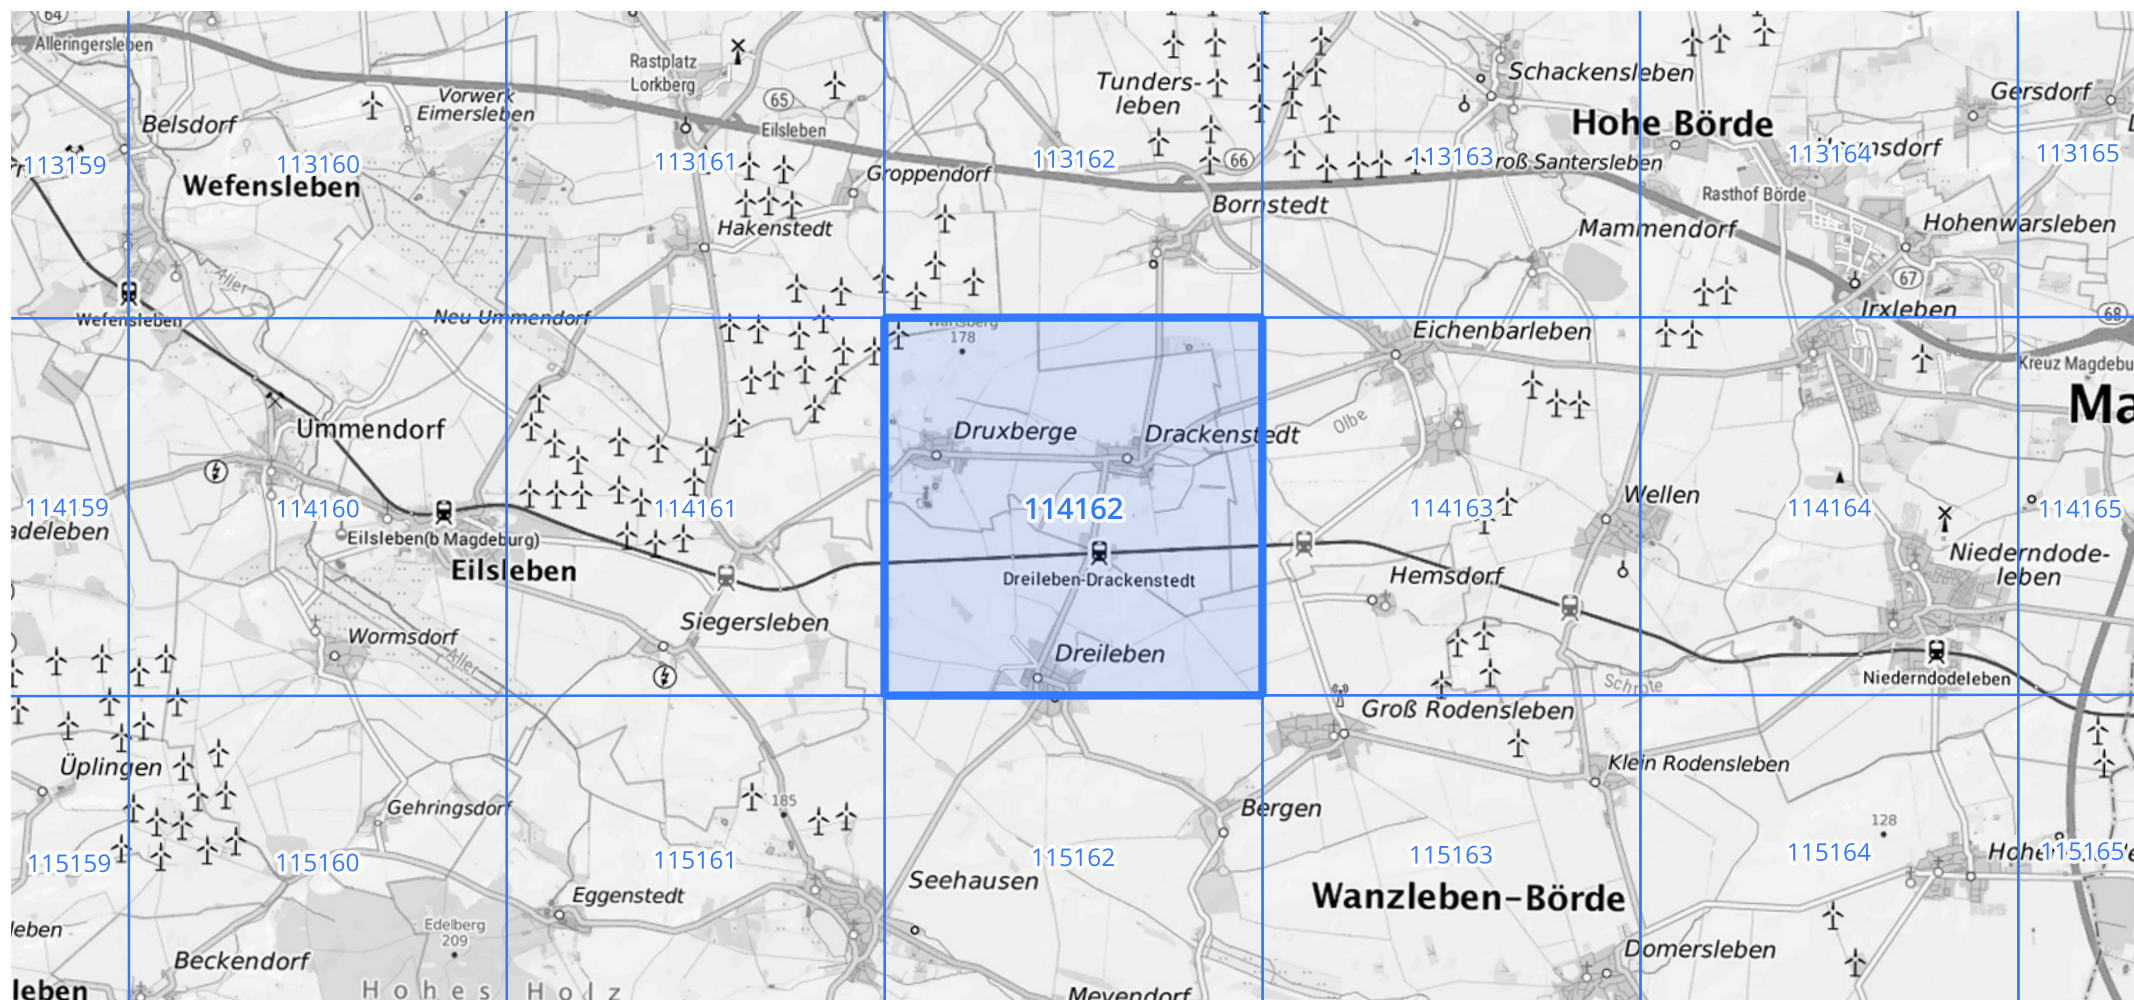 64
Alleringersleben
Rastplatz
Lorkberg
Tunders-
leben
Schackensleben
Gersdorf
Vorwerk
Eimersleben
65
Eilsleben
Hohe Börde
Belsdorf
113159
113160
113161
113162
66
113163
113164
113165
Wefensleben
Groppendorf
Rasthof Börde
Hakenstedt
Bornstedt
Mammendorf
Hohenwarsleben
Aller
67
Irxleben
68
Wefensleben
Neu Ummendorf
178
Eichenbarleben
Kreuz Magdebu
Ma
Ummendorf
Druxberge
Drackenstedt
Olbe
Wellen
114159
114160
114161
114162
114163
114164
114165
adeleben
Eilsleben(b Magdeburg)
Eilsleben
Dreileben-Drackenstedt
Hemsdorf
Niederndode-
leben
Siegersleben
Wormsdorf
Aller
Dreileben
Schrote
Niederndodeleben
Groß Rodensleben
Üplingen
Klein Rodensleben
Gehringsdorf
185
Bergen
128
115159
115160
115161
115162
115163
115164
115165
Seehausen
Eggenstedt
Wanzleben-Börde
Edelberg
209
leben
Beckendorf
Domersleben
leben
Hohes Holz
Meyendorf